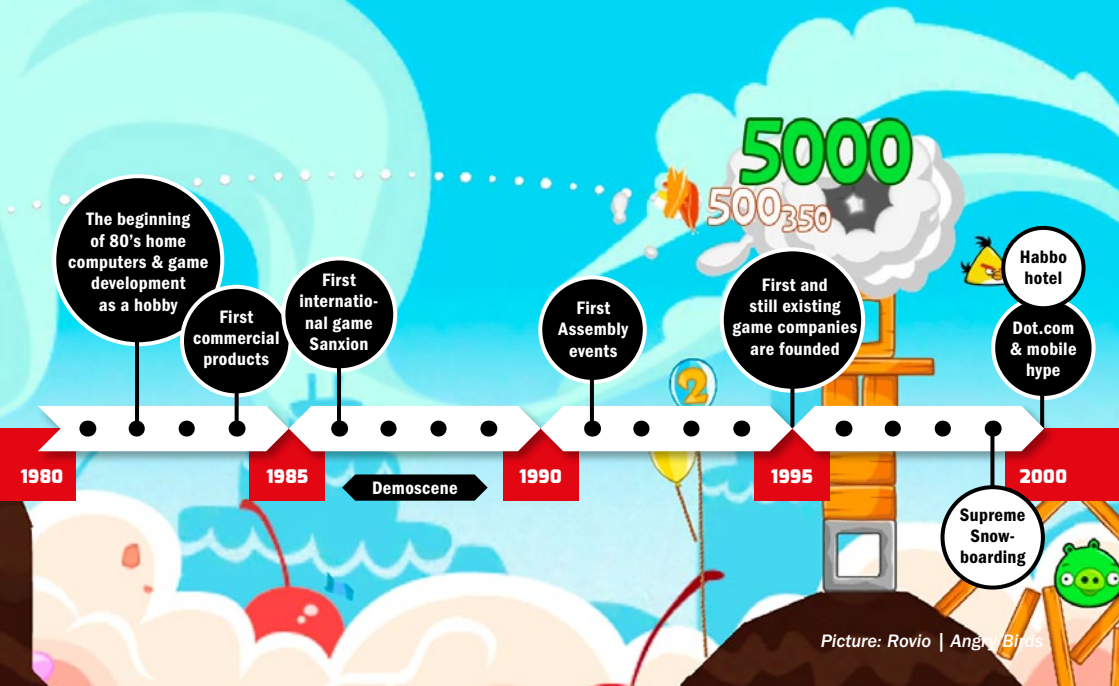 5000
500
350
The beginning
of 80's home
computers & game
development
as a hobby
First
commercial
products
First
internatio-
nal game
Sanxion
First
Assembly
events
First and
still existing
game companies
are founded
Habbo
hotel
Dot.com
& mobile
hype
2
1980
1985
1990
1995
2000
Demoscene
Supreme
Snow-
boarding
Picture: Rovio | Angry Birds